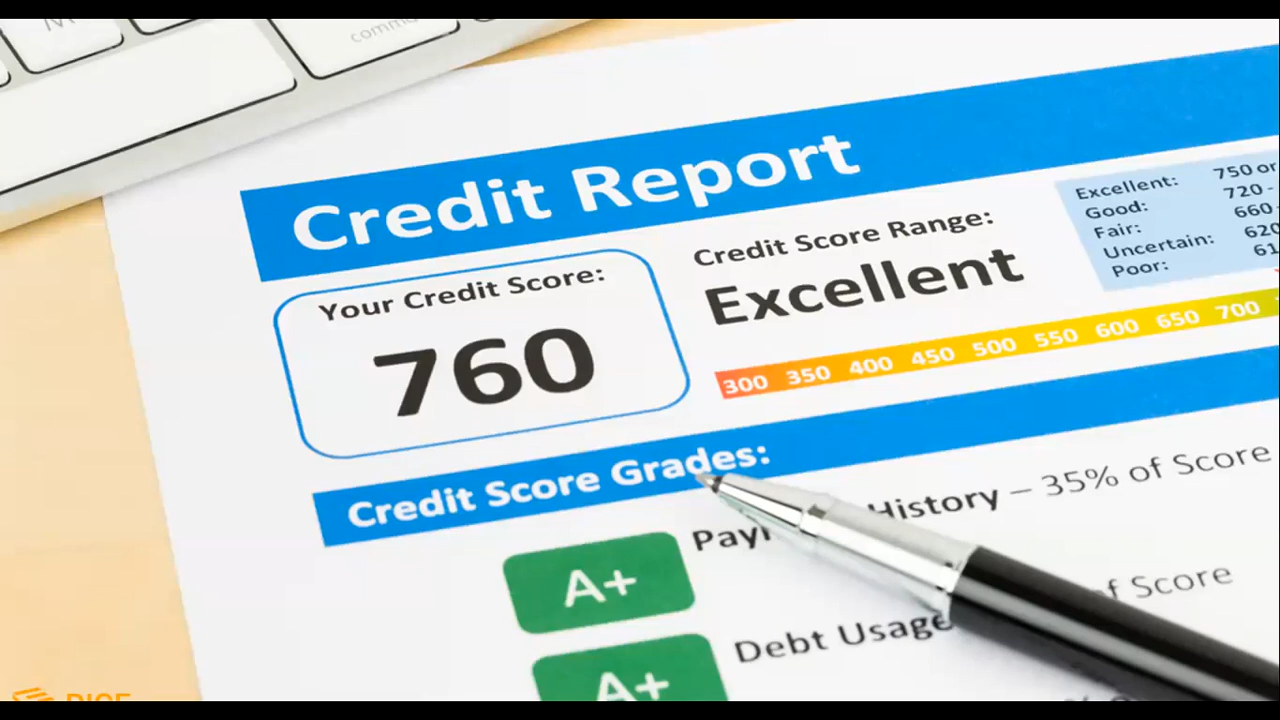 M
Credit Report
Your Credit Score:
760
Credit Score Range:
Excellent
Excellent: 750 or
Good: 720 -
Fair: 660 -
Uncertain: 620
Poor: 61
300 350 400 450 500 550 600 650 700
Credit Score Grades:
A+ History – 35% of Score
A+ Debt Usage of Score